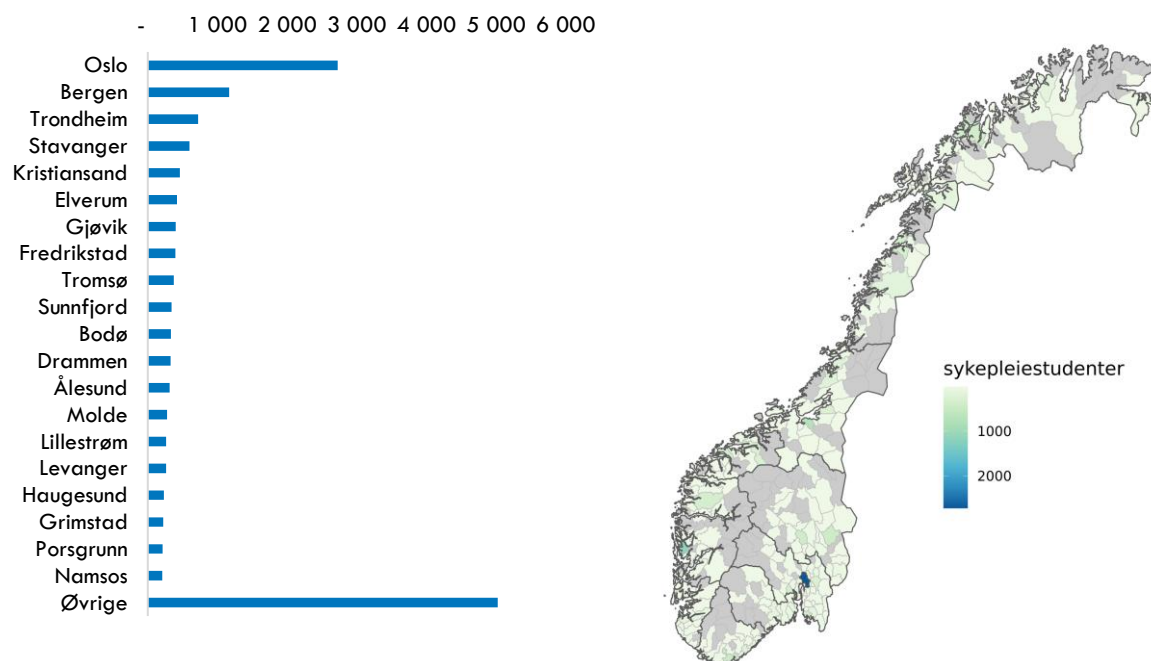 - 1 000 2 000 3 000 4 000 5 000 6 000
Oslo
Bergen
Trondheim
Stavanger
Kristiansand
Elverum
Gjøvik
Fredrikstad
Tromsø
Sunnfjord
Bodø
Drammen
Ålesund
Molde
Lillestrøm
Levanger
Haugesund
Grimstad
Porsgrunn
Namsos
Øvrige
sykepleiestudenter
1000
2000